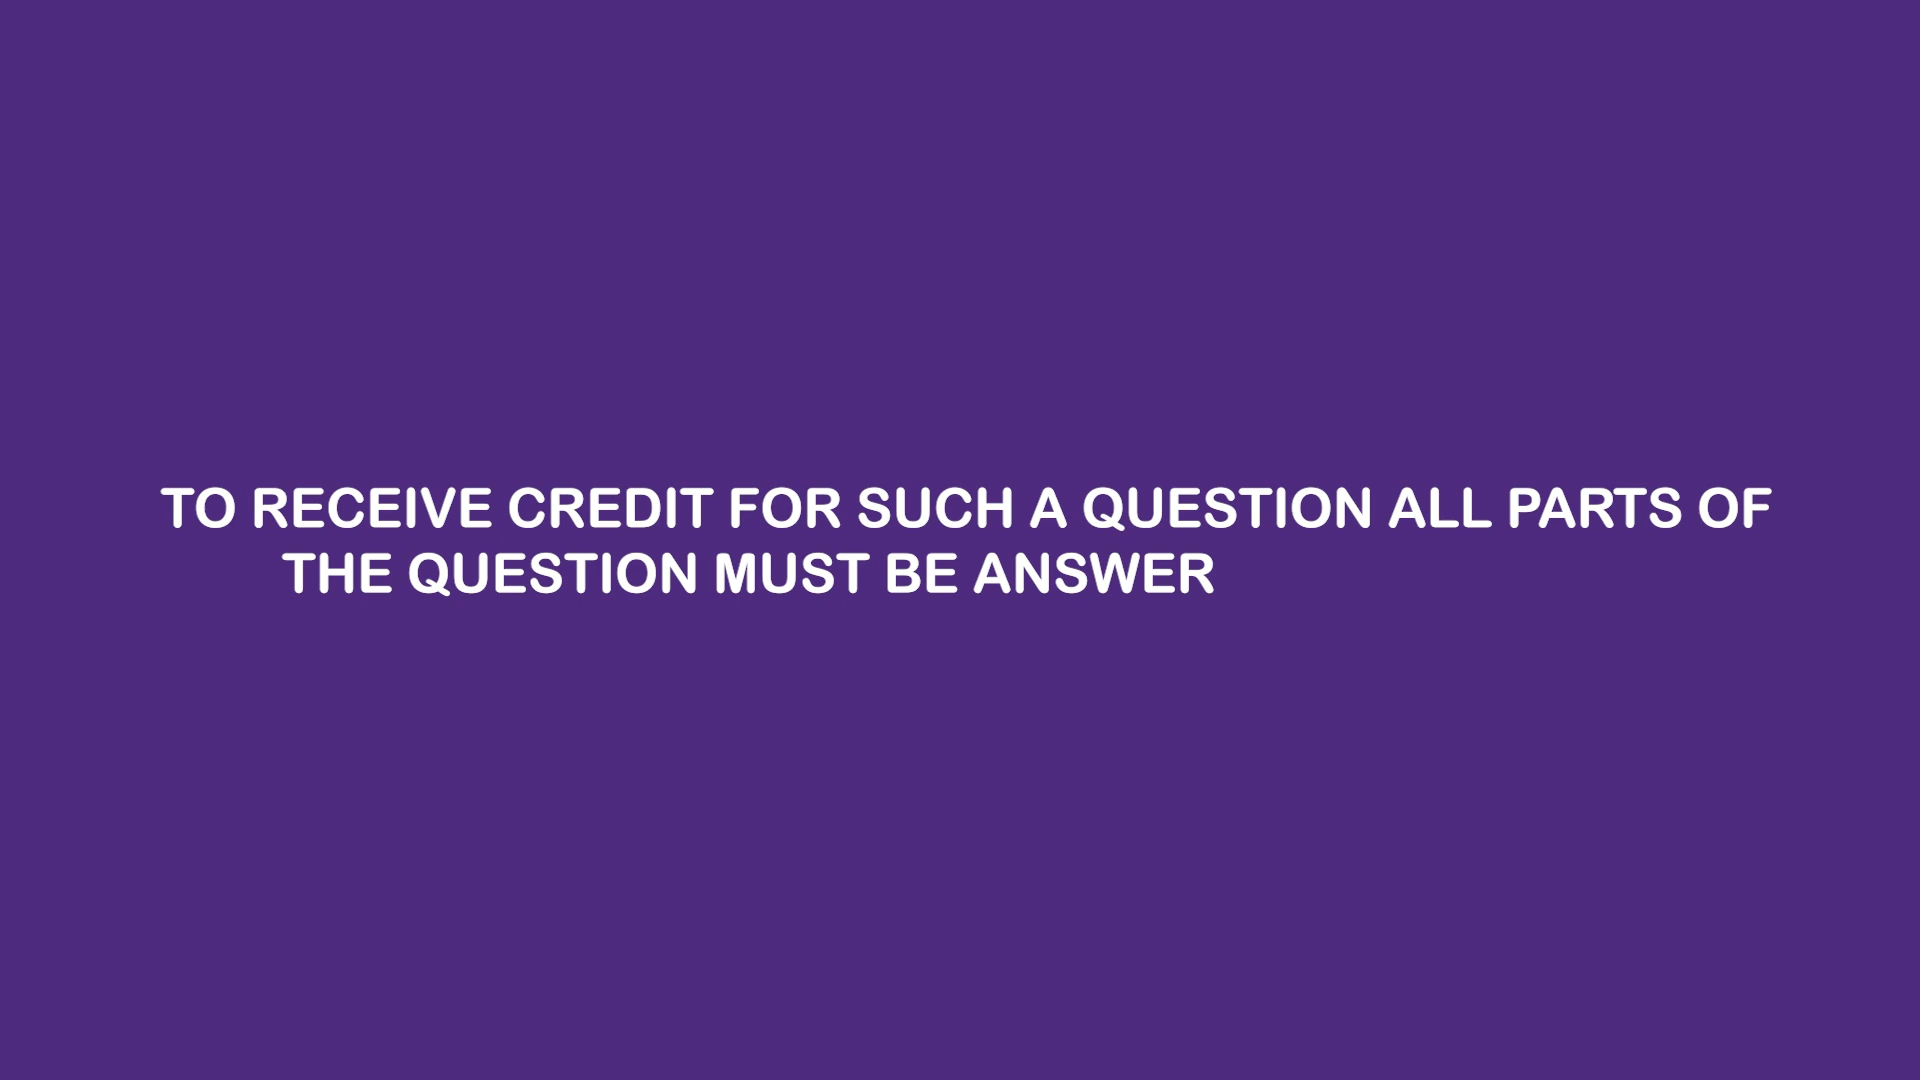 TO RECEIVE CREDIT FOR SUCH A QUESTION ALL PARTS OF
THE QUESTION MUST BE ANSWER